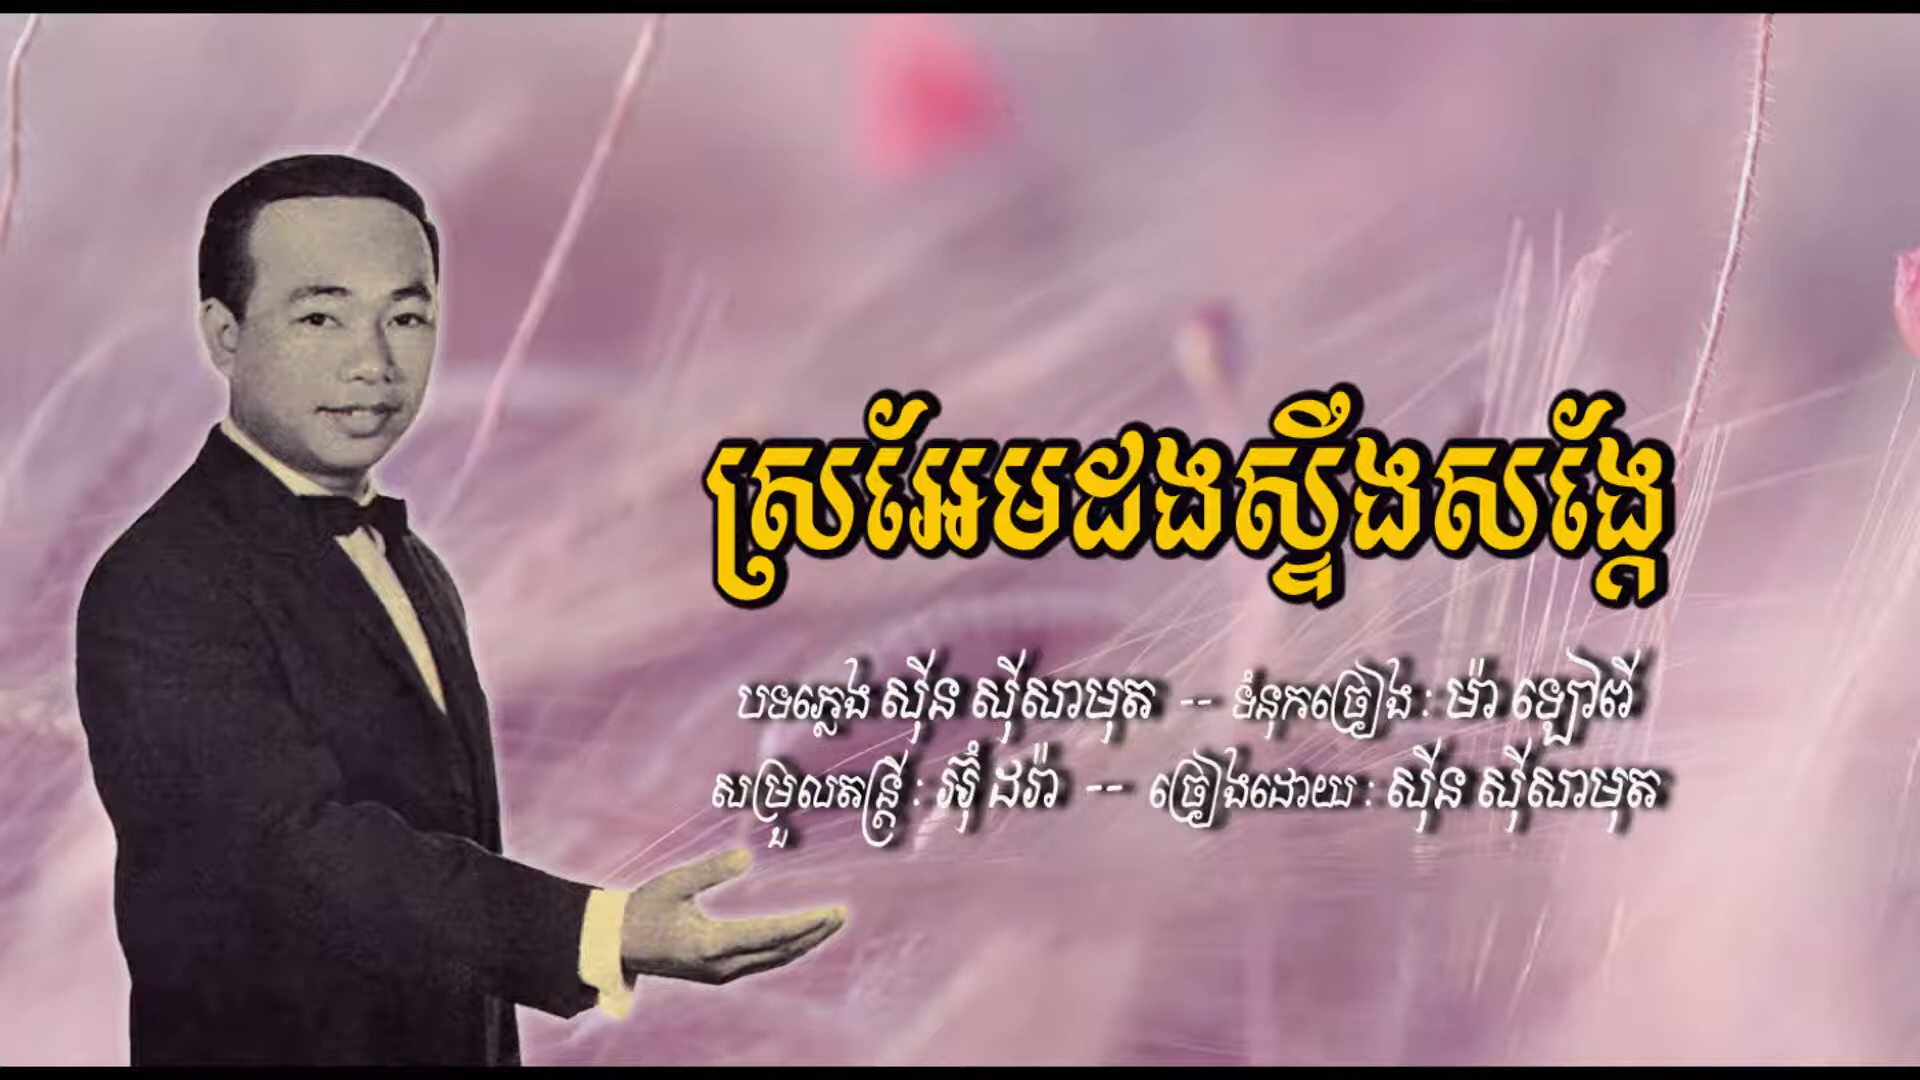 ស្រអែមដងស្ទឹងសង្កែ
បទភ្លេង ស៊ីន ស៊ីសាមុត -- ទំនុកច្រៀង : ម៉ា ឡៅពី
សម្រួលតន្ត្រី : អ៊ុំ ដរ៉ា -- ច្រៀងដោយ : ស៊ីន ស៊ីសាមុត